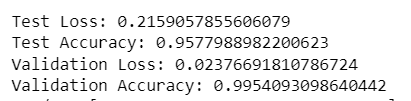 Test Loss: 0.2159057855606079
Test Accuracy: 0.9577988982200623
Validation Loss: 0.02376691810786724
Validation Accuracy: 0.9954093098640442